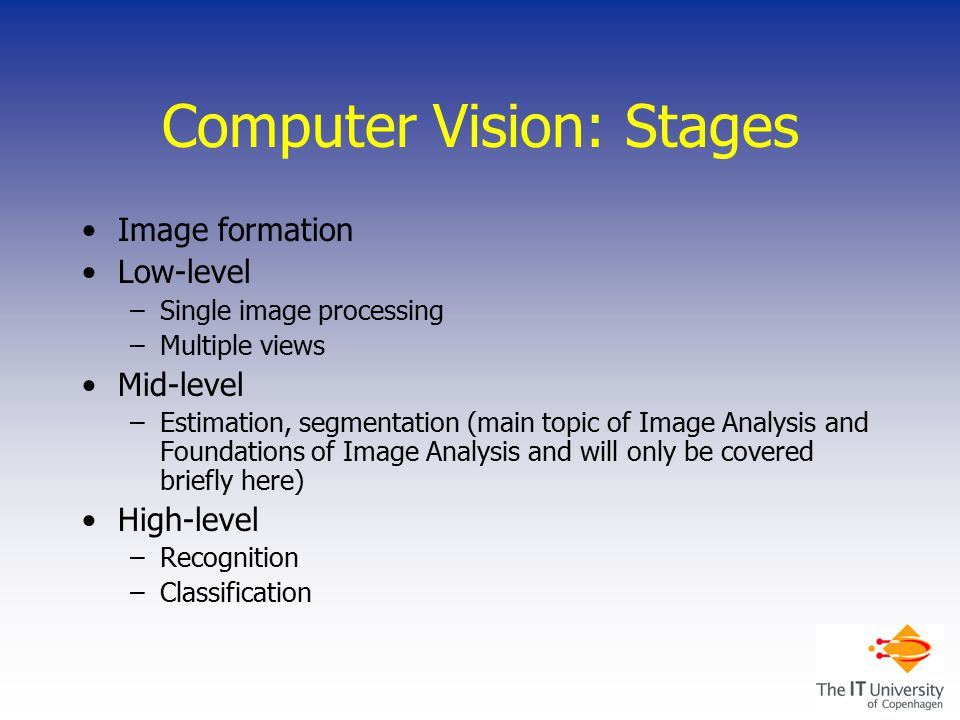 Computer Vision: Stages
• Image formation
• Low-level
– Single image processing
– Multiple views
• Mid-level
– Estimation, segmentation (main topic of Image Analysis and
Foundations of Image Analysis and will only be covered
briefly here)
• High-level
– Recognition
– Classification
The IT University
of Copenhagen